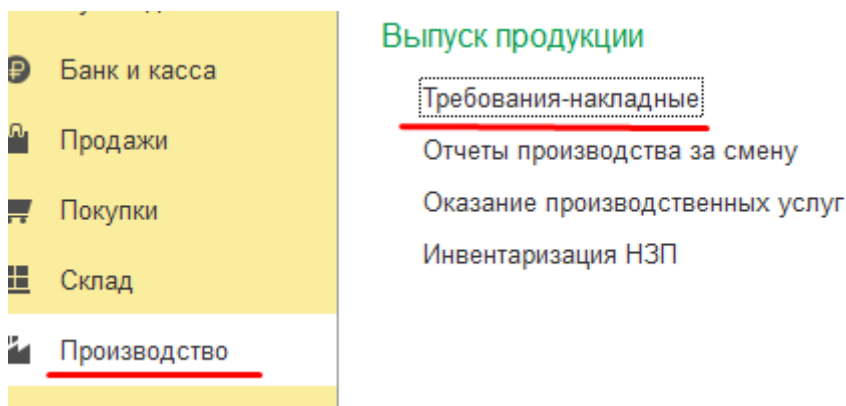 Банк и касса
Продажи
Покупки
Склад
Производство
Выпуск продукции
Требования-накладные
Отчеты производства за смену
Оказание производственных услуг
Инвентаризация НЗП